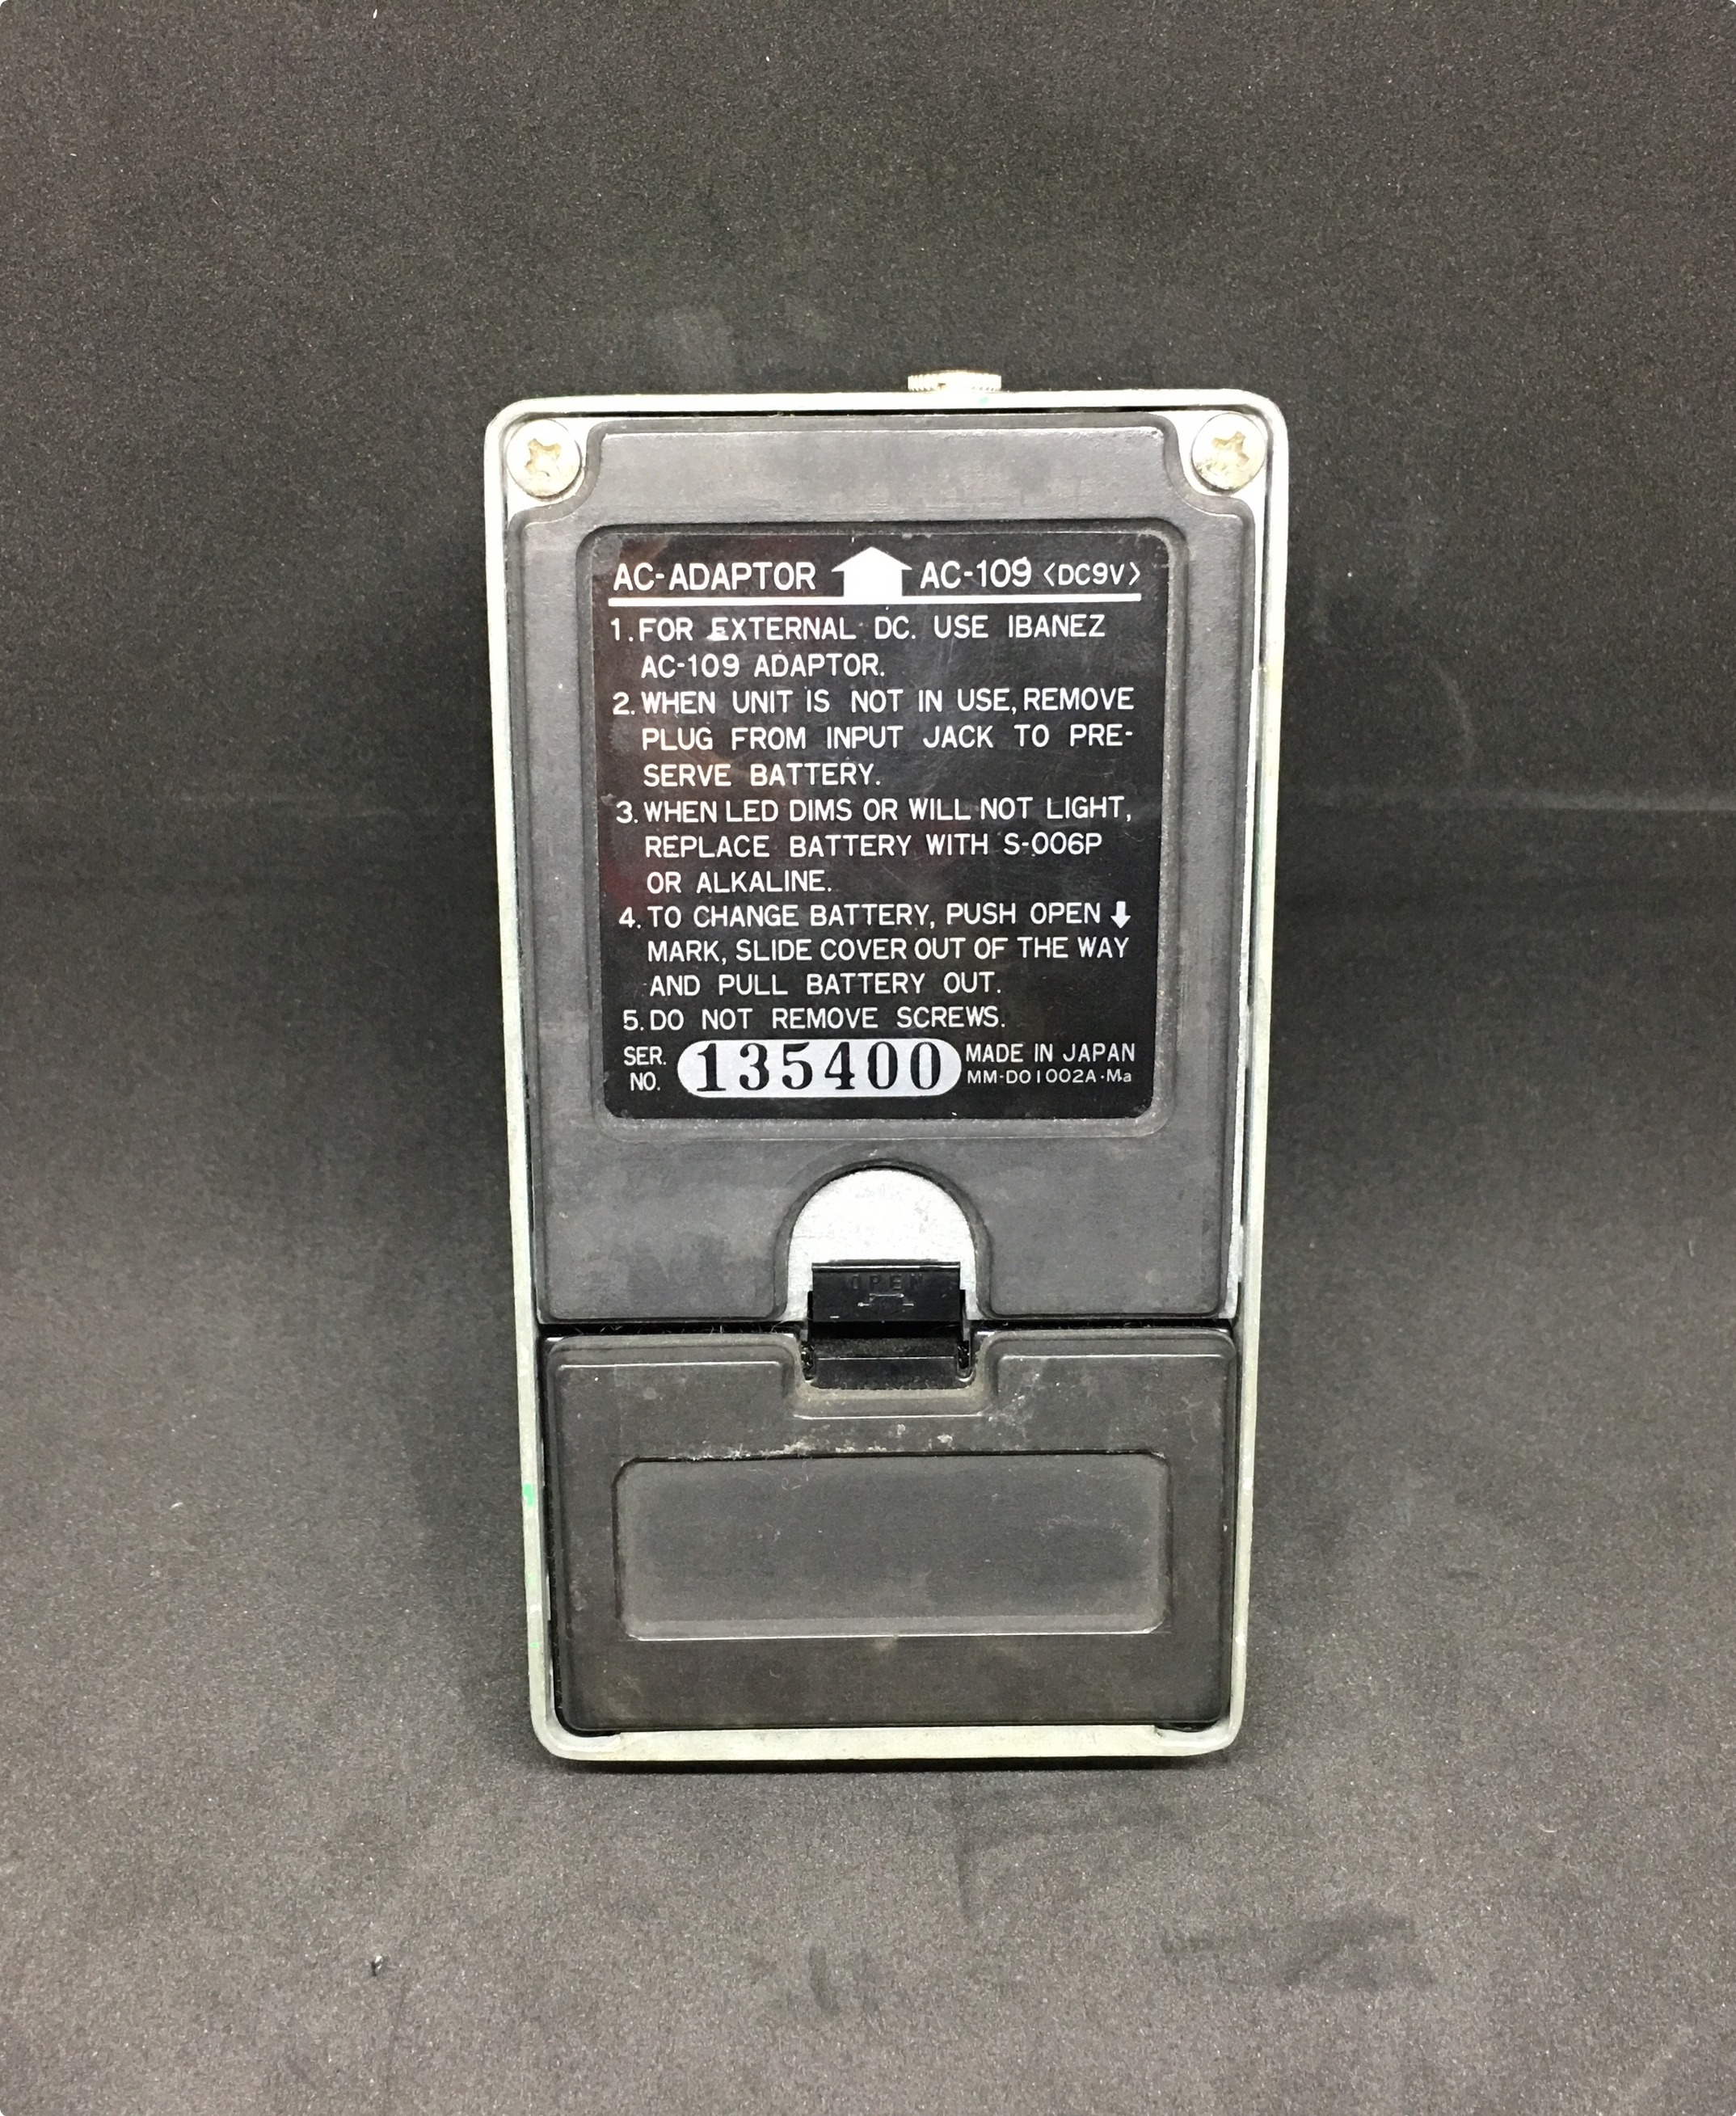 AC-ADAPTOR AC-109 <DC9V>
1. FOR EXTERNAL DC. USE IBANEZ
AC-109 ADAPTOR.
2. WHEN UNIT IS NOT IN USE, REMOVE
PLUG FROM INPUT JACK TO PRE-
SERVE BATTERY.
3. WHEN LED DIMS OR WILL NOT LIGHT,
REPLACE BATTERY WITH S-006P
OR ALKALINE.
4. TO CHANGE BATTERY, PUSH OPEN ⬇
MARK, SLIDE COVER OUT OF THE WAY
AND PULL BATTERY OUT.
5. DO NOT REMOVE SCREWS.
SER. NO. 135400
MADE IN JAPAN
MM-D01002A·Ma
OPEN